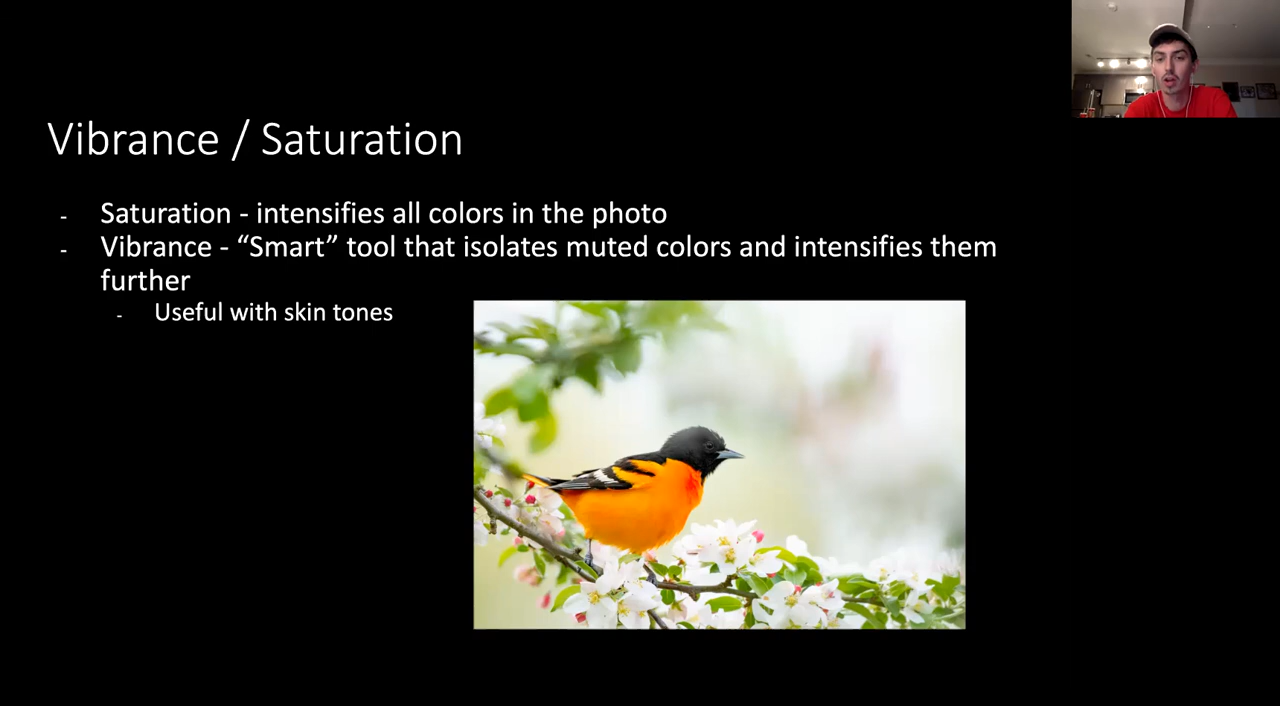 Vibrance / Saturation
- Saturation - intensifies all colors in the photo
- Vibrance - “Smart” tool that isolates muted colors and intensifies them
further
- Useful with skin tones